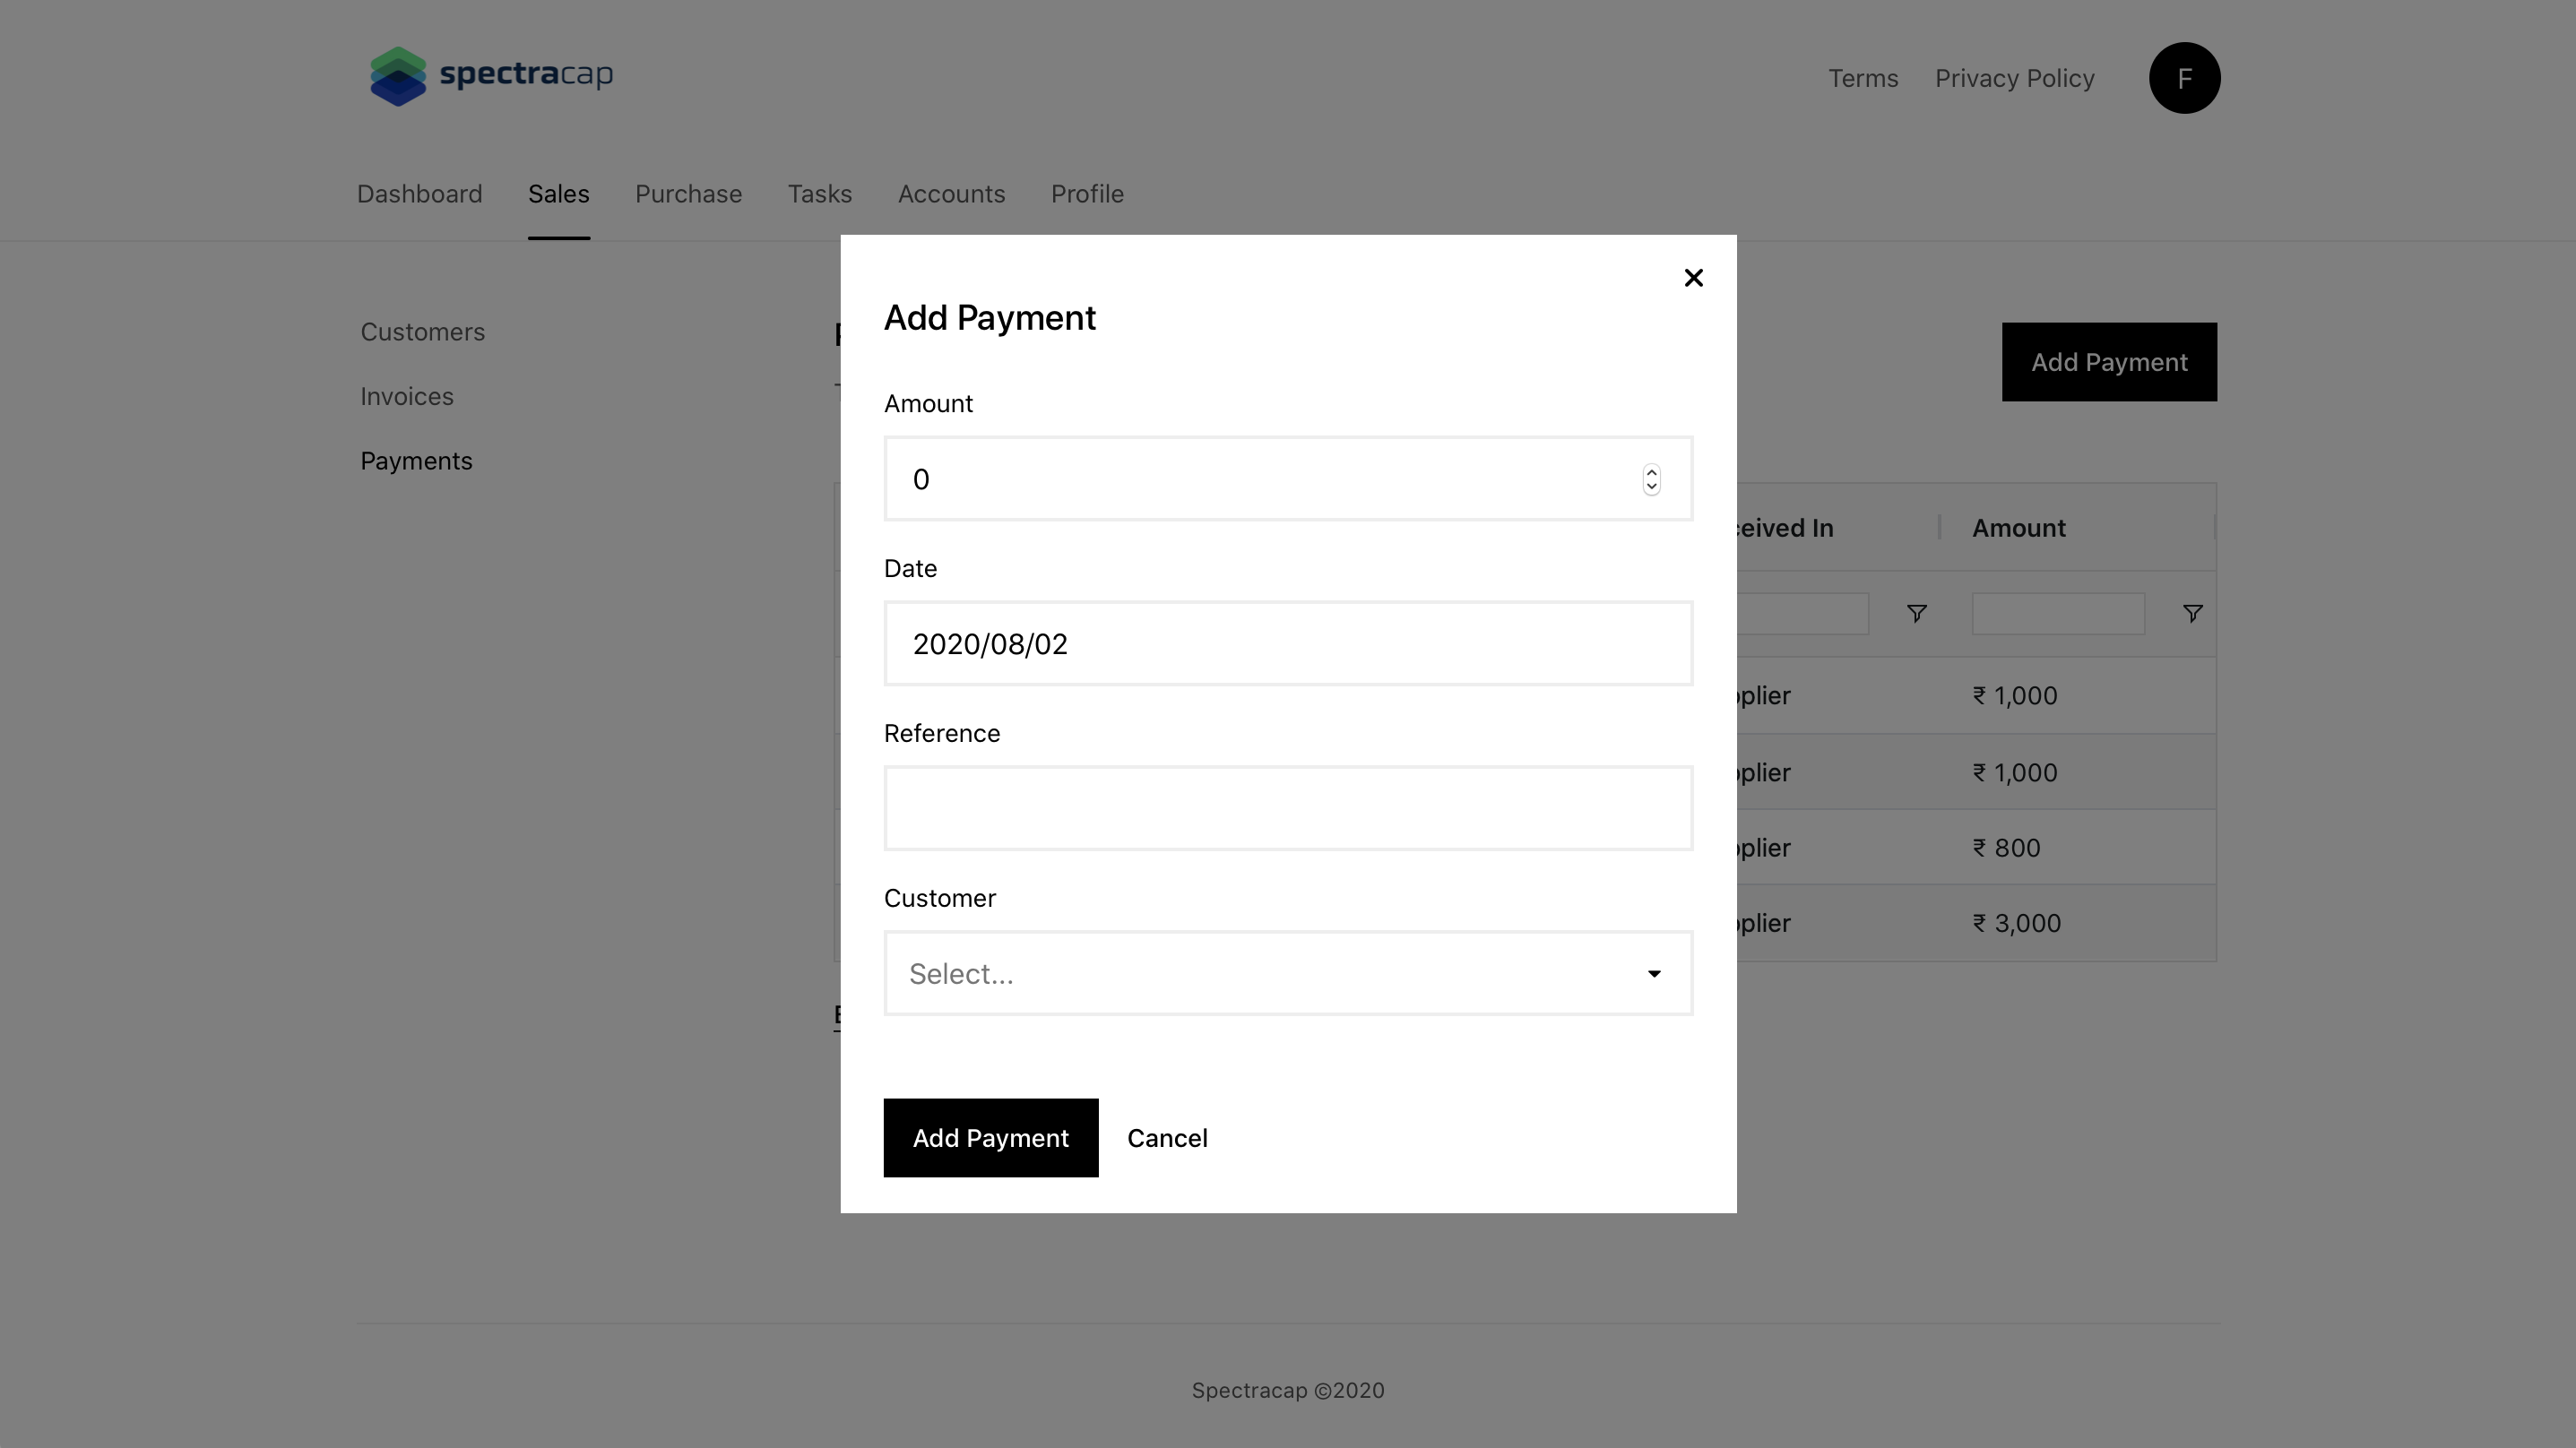 spectracap
Terms Privacy Policy F
Dashboard Sales Purchase Tasks Accounts Profile
Customers
Invoices
Payments
Add Payment
Amount
0
Date
2020/08/02
Reference
Customer
Select...
Add Payment Cancel
Add Payment
ceived In Amount
plier ₹ 1,000
plier ₹ 1,000
plier ₹ 800
plier ₹ 3,000
Spectracap ©2020